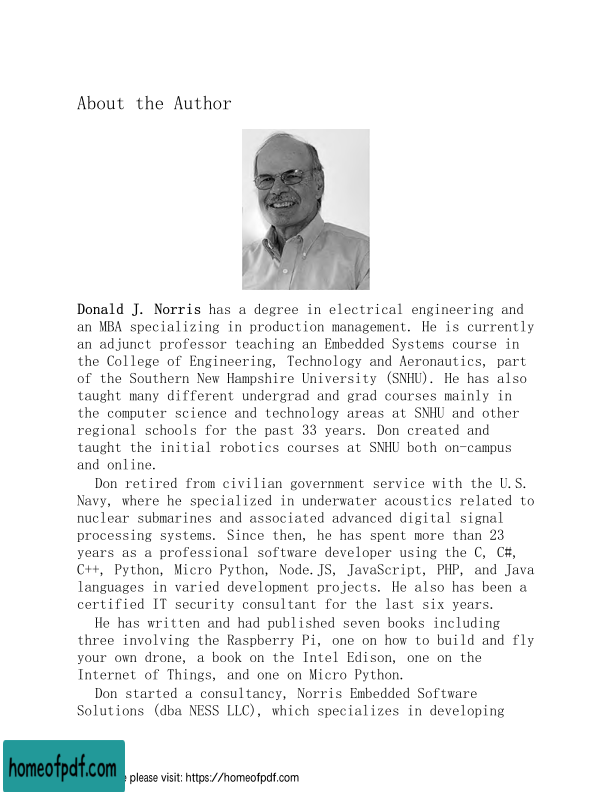 About the Author
Donald J. Norris has a degree in electrical engineering and
an MBA specializing in production management. He is currently
an adjunct professor teaching an Embedded Systems course in
the College of Engineering, Technology and Aeronautics, part
of the Southern New Hampshire University (SNHU). He has also
taught many different undergrad and grad courses mainly in
the computer science and technology areas at SNHU and other
regional schools for the past 33 years. Don created and
taught the initial robotics courses at SNHU both on-campus
and online.
Don retired from civilian government service with the U.S.
Navy, where he specialized in underwater acoustics related to
nuclear submarines and associated advanced digital signal
processing systems. Since then, he has spent more than 23
years as a professional software developer using the C, C#,
C++, Python, Micro Python, Node.JS, JavaScript, PHP, and Java
languages in varied development projects. He also has been a
certified IT security consultant for the last six years.
He has written and had published seven books including
three involving the Raspberry Pi, one on how to build and fly
your own drone, a book on the Intel Edison, one on the
Internet of Things, and one on Micro Python.
Don started a consultancy, Norris Embedded Software
Solutions (dba NESS LLC), which specializes in developing
homeofpdf.com
please visit: https://homeofpdf.com